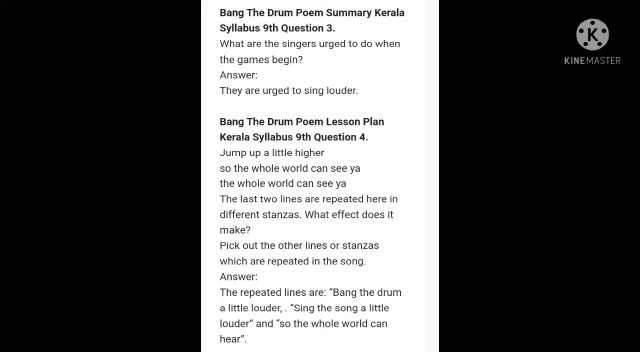 Bang The Drum Poem Summary Kerala
Syllabus 9th Question 3.
What are the singers urged to do when
the games begin?
Answer:
They are urged to sing louder.
Bang The Drum Poem Lesson Plan
Kerala Syllabus 9th Question 4.
Jump up a little higher
so the whole world can see ya
the whole world can see ya
The last two lines are repeated here in
different stanzas. What effect does it
make?
Pick out the other lines or stanzas
which are repeated in the song.
Answer:
The repeated lines are: “Bang the drum
a little louder, . “Sing the song a little
louder” and “so the whole world can
hear”.
K
KINEMASTER